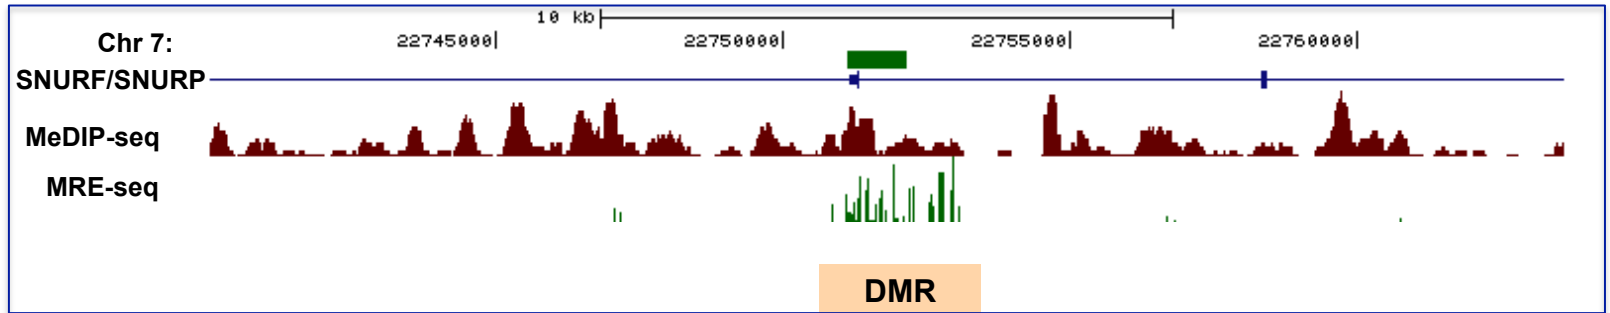 10 kb
Chr 7: 22745000 22750000 22755000 22760000
SNURF/SNURP
MeDIP-seq
MRE-seq
DMR